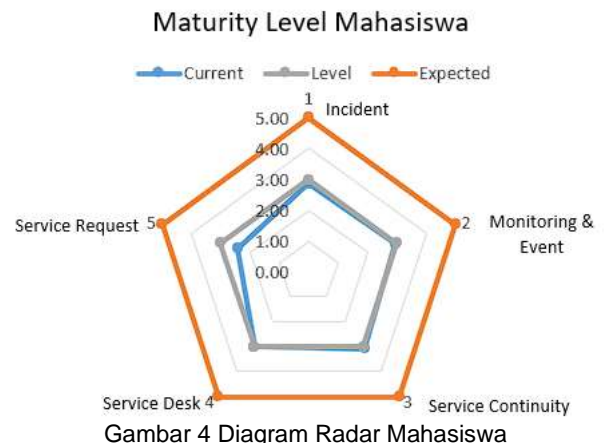 Maturity Level Mahasiswa
Current Level Expected
1
Incident
5.00
4.00
3.00
2.00
1.00
0.00
Service Request 5
2 Monitoring &
Event
Service Desk 4
3 Service Continuity
Gambar 4 Diagram Radar Mahasiswa